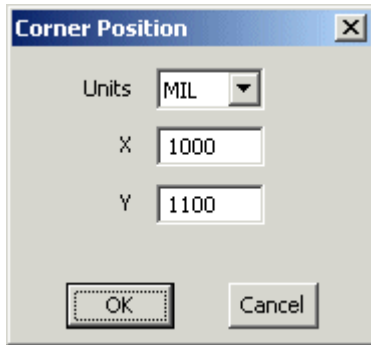 Corner Position
Units MIL
X 1000
Y 1100
OK Cancel